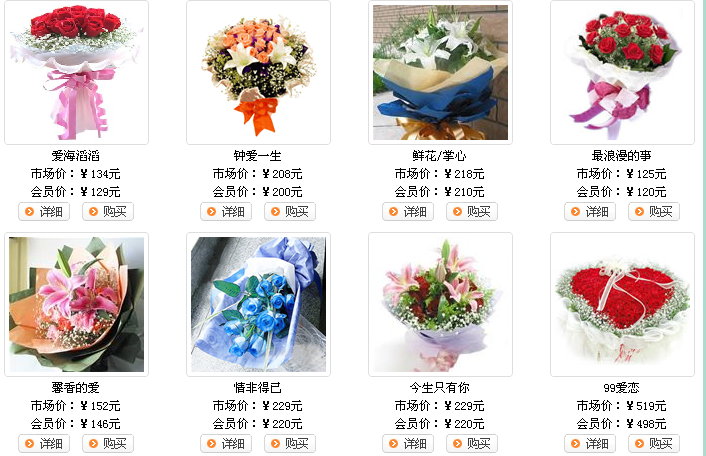 爱海滔滔 钟爱一生 鲜花/掌心 最浪漫的事
市场价：¥134元 市场价：¥208元 市场价：¥218元 市场价：¥125元
会员价：¥129元 会员价：¥200元 会员价：¥210元 会员价：¥120元
详细 购买 详细 购买 详细 购买 详细 购买
馨香的爱 情非得已 今生只有你 99爱恋
市场价：¥152元 市场价：¥229元 市场价：¥229元 市场价：¥519元
会员价：¥146元 会员价：¥220元 会员价：¥220元 会员价：¥498元
详细 购买 详细 购买 详细 购买 详细 购买